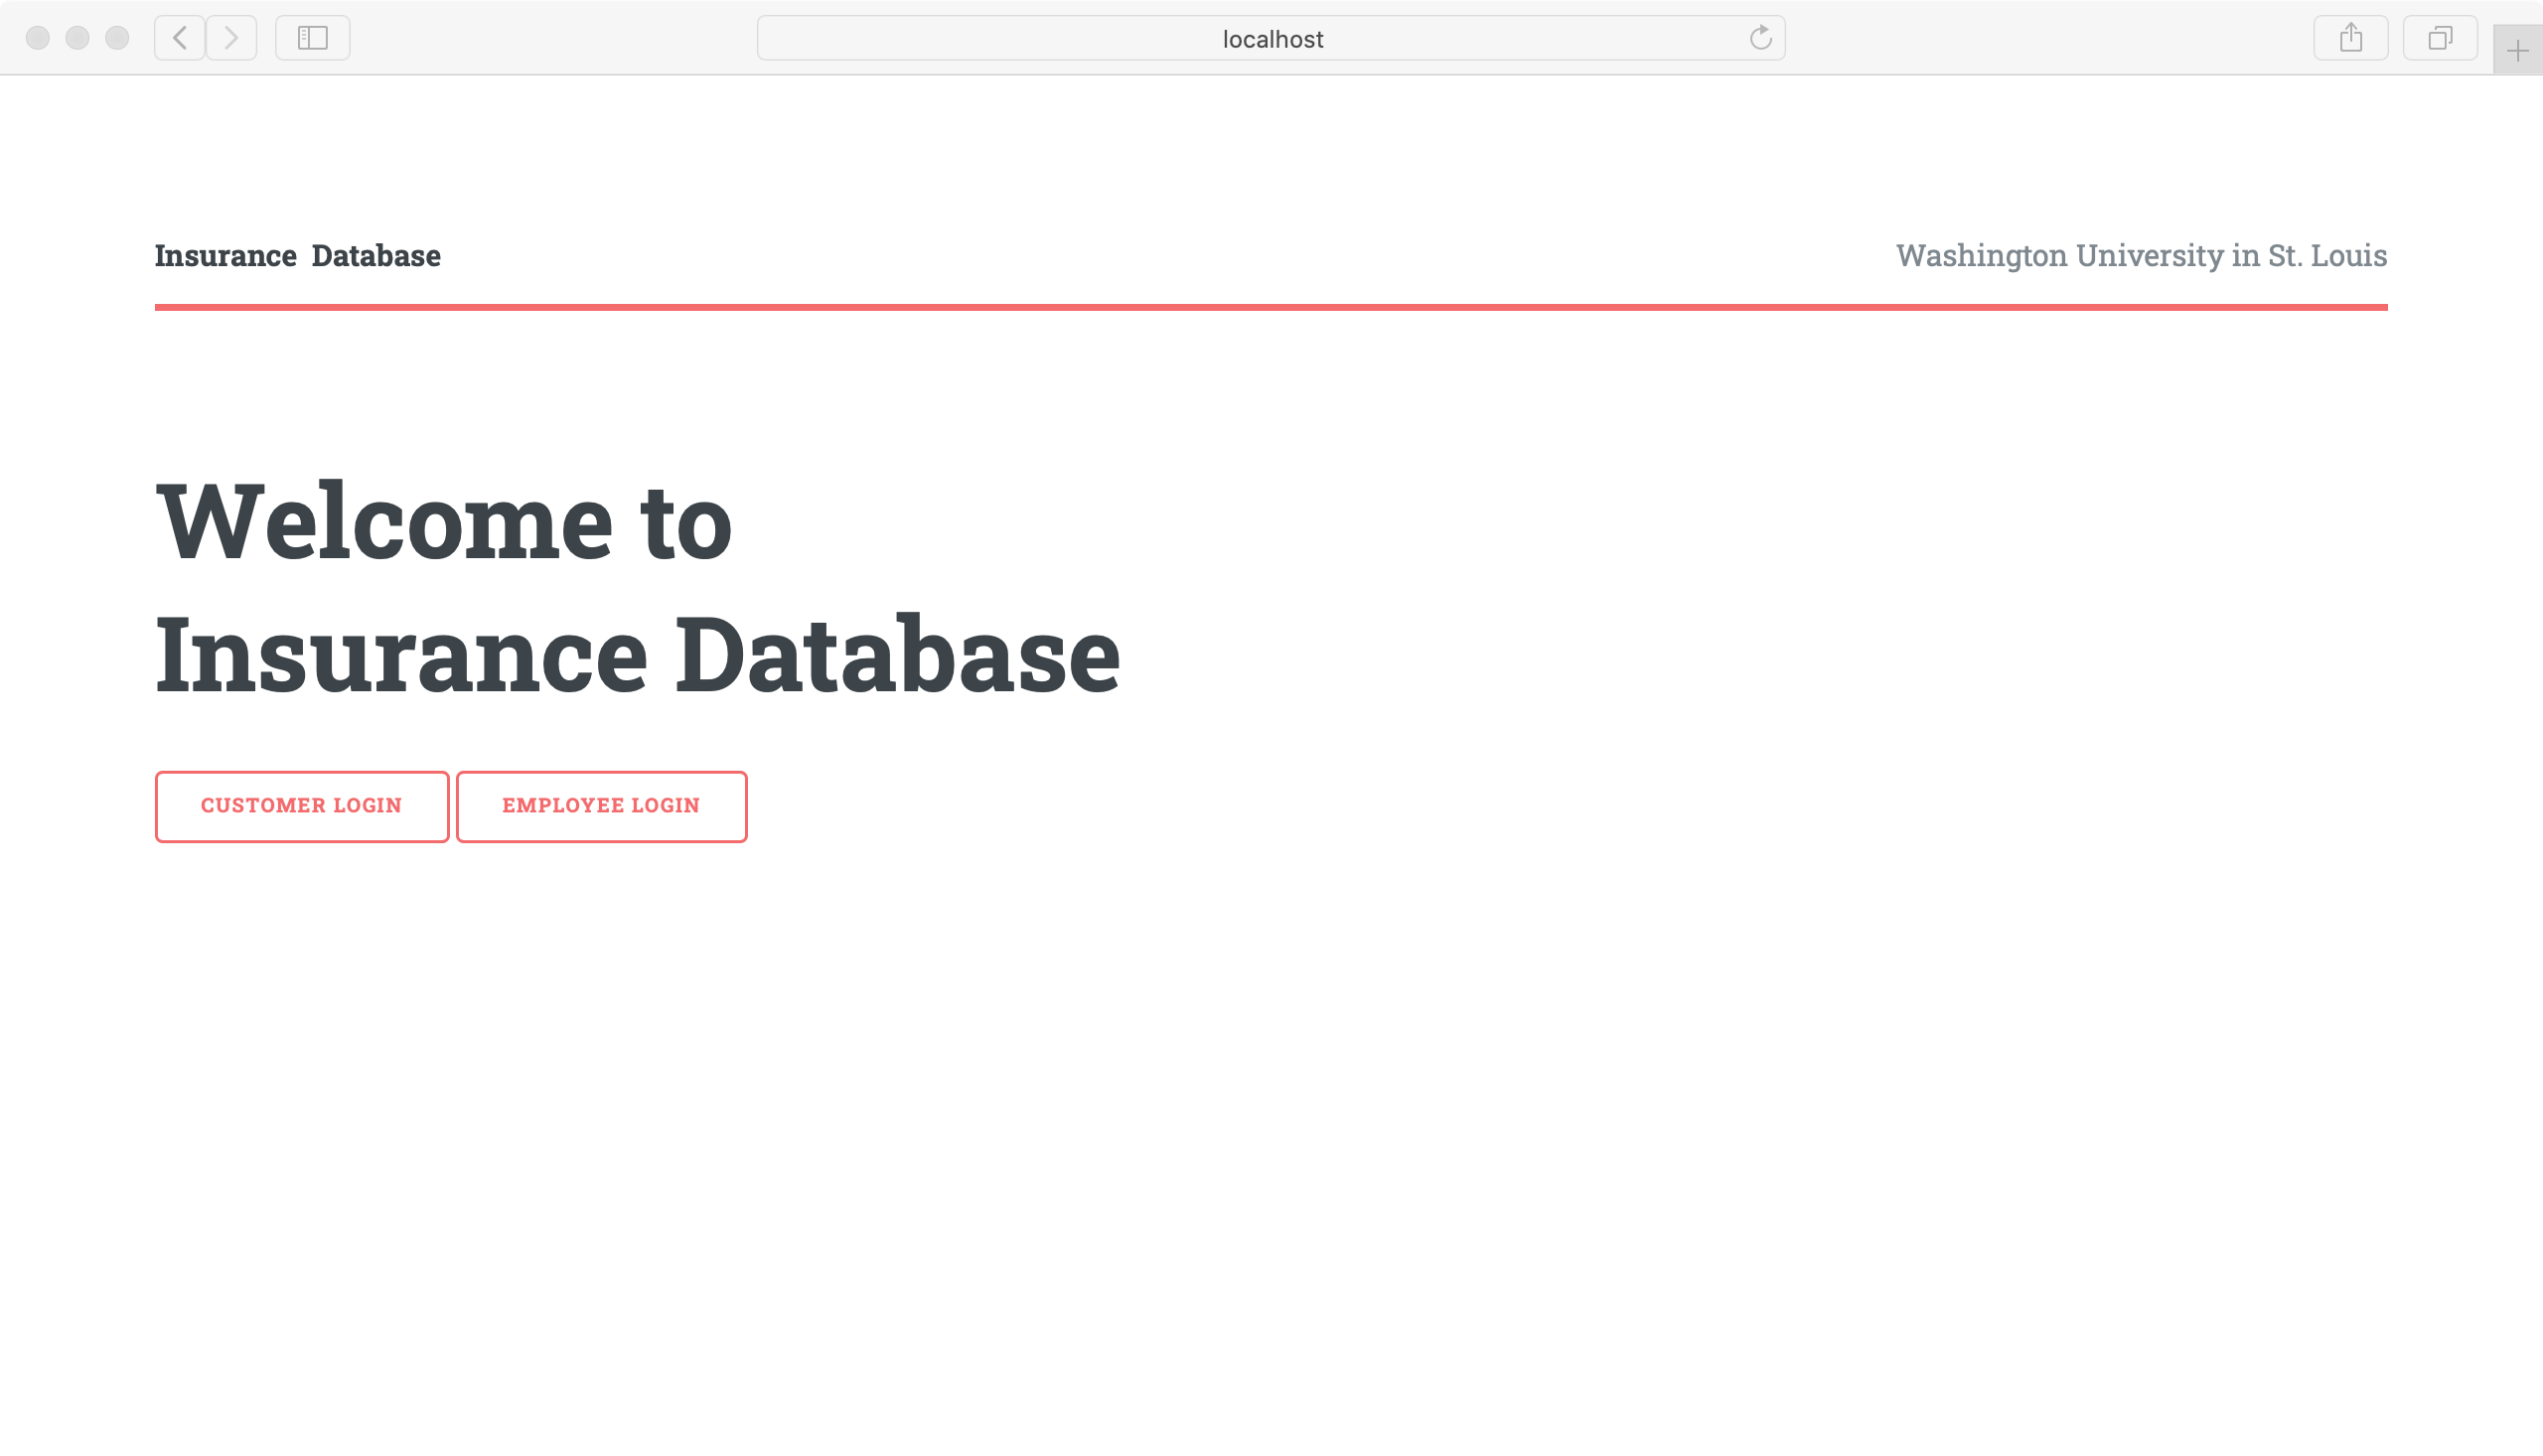 localhost
Insurance Database
Washington University in St. Louis
Welcome to
Insurance Database
CUSTOMER LOGIN
EMPLOYEE LOGIN